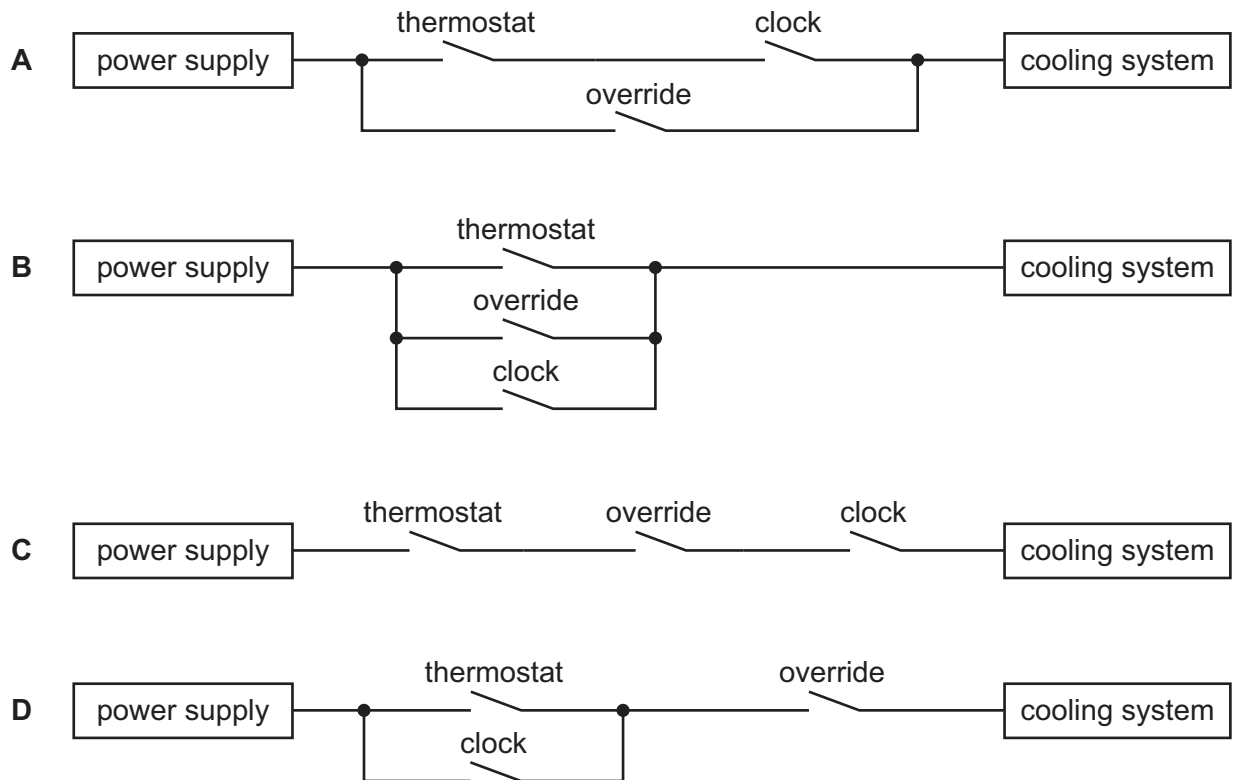 thermostat clock
A power supply cooling system
override
thermostat
B power supply cooling system
override
clock
thermostat override clock
C power supply cooling system
thermostat override
D power supply cooling system
clock